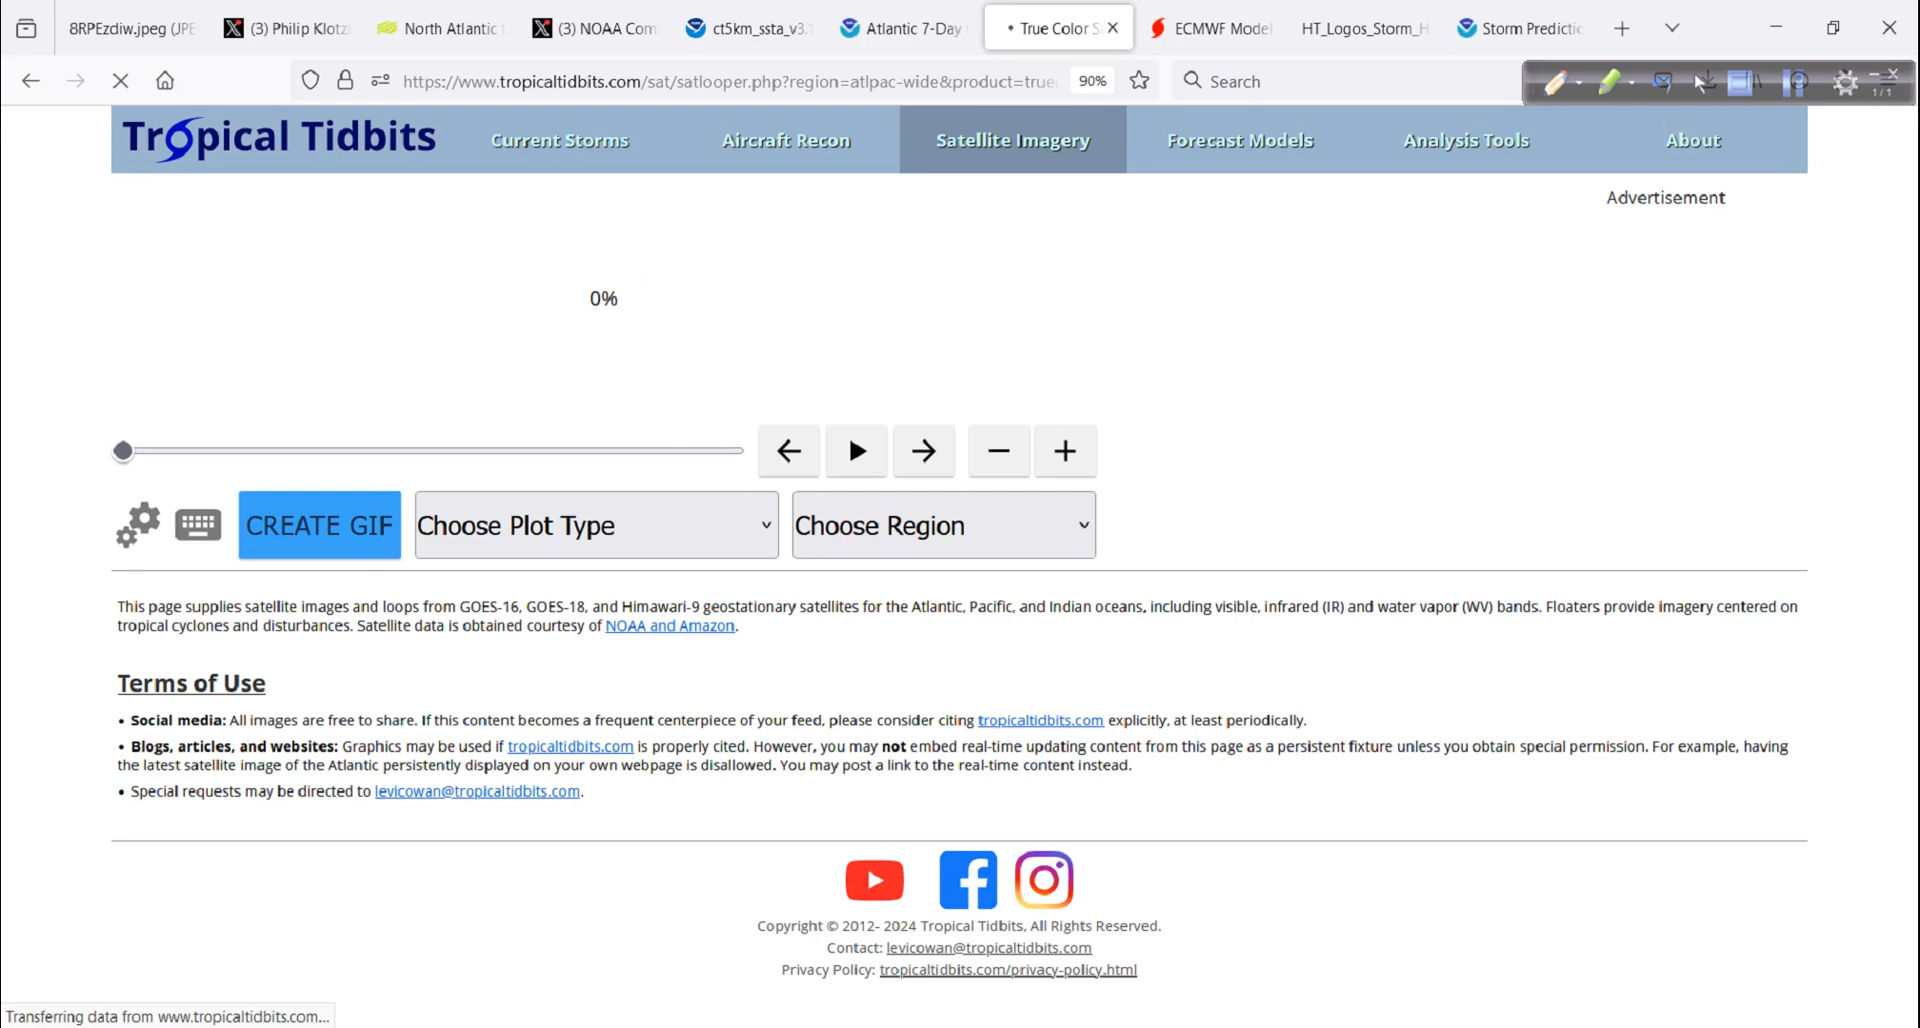 8RPEzdiw.jpeg (JPE
(3) Philip Klotz
North Atlantic
(3) NOAA Com
ct5km_ssta_v3.
Atlantic 7-Day
True Color S
ECMWF Model
HT_Logos_Storm_H
Storm Predictio
https://www.tropicaltidbits.com/sat/satlooper.php?region=atlpac-wide&product=true
90%
Search
1/1
Tropical Tidbits
Current Storms
Aircraft Recon
Satellite Imagery
Forecast Models
Analysis Tools
About
Advertisement
0%
CREATE GIF
Choose Plot Type
Choose Region
This page supplies satellite images and loops from GOES-16, GOES-18, and Himawari-9 geostationary satellites for the Atlantic, Pacific, and Indian oceans, including visible, infrared (IR) and water vapor (WV) bands. Floaters provide imagery centered on
tropical cyclones and disturbances. Satellite data is obtained courtesy of NOAA and Amazon.
Terms of Use
• Social media: All images are free to share. If this content becomes a frequent centerpiece of your feed, please consider citing tropicaltidbits.com explicitly, at least periodically.
• Blogs, articles, and websites: Graphics may be used if tropicaltidbits.com is properly cited. However, you may not embed real-time updating content from this page as a persistent fixture unless you obtain special permission. For example, having
the latest satellite image of the Atlantic persistently displayed on your own webpage is disallowed. You may post a link to the real-time content instead.
• Special requests may be directed to levicowan@tropicaltidbits.com.
Copyright © 2012- 2024 Tropical Tidbits, All Rights Reserved.
Contact: levicowan@tropicaltidbits.com
Privacy Policy: tropicaltidbits.com/privacy-policy.html
Transferring data from www.tropicaltidbits.com...